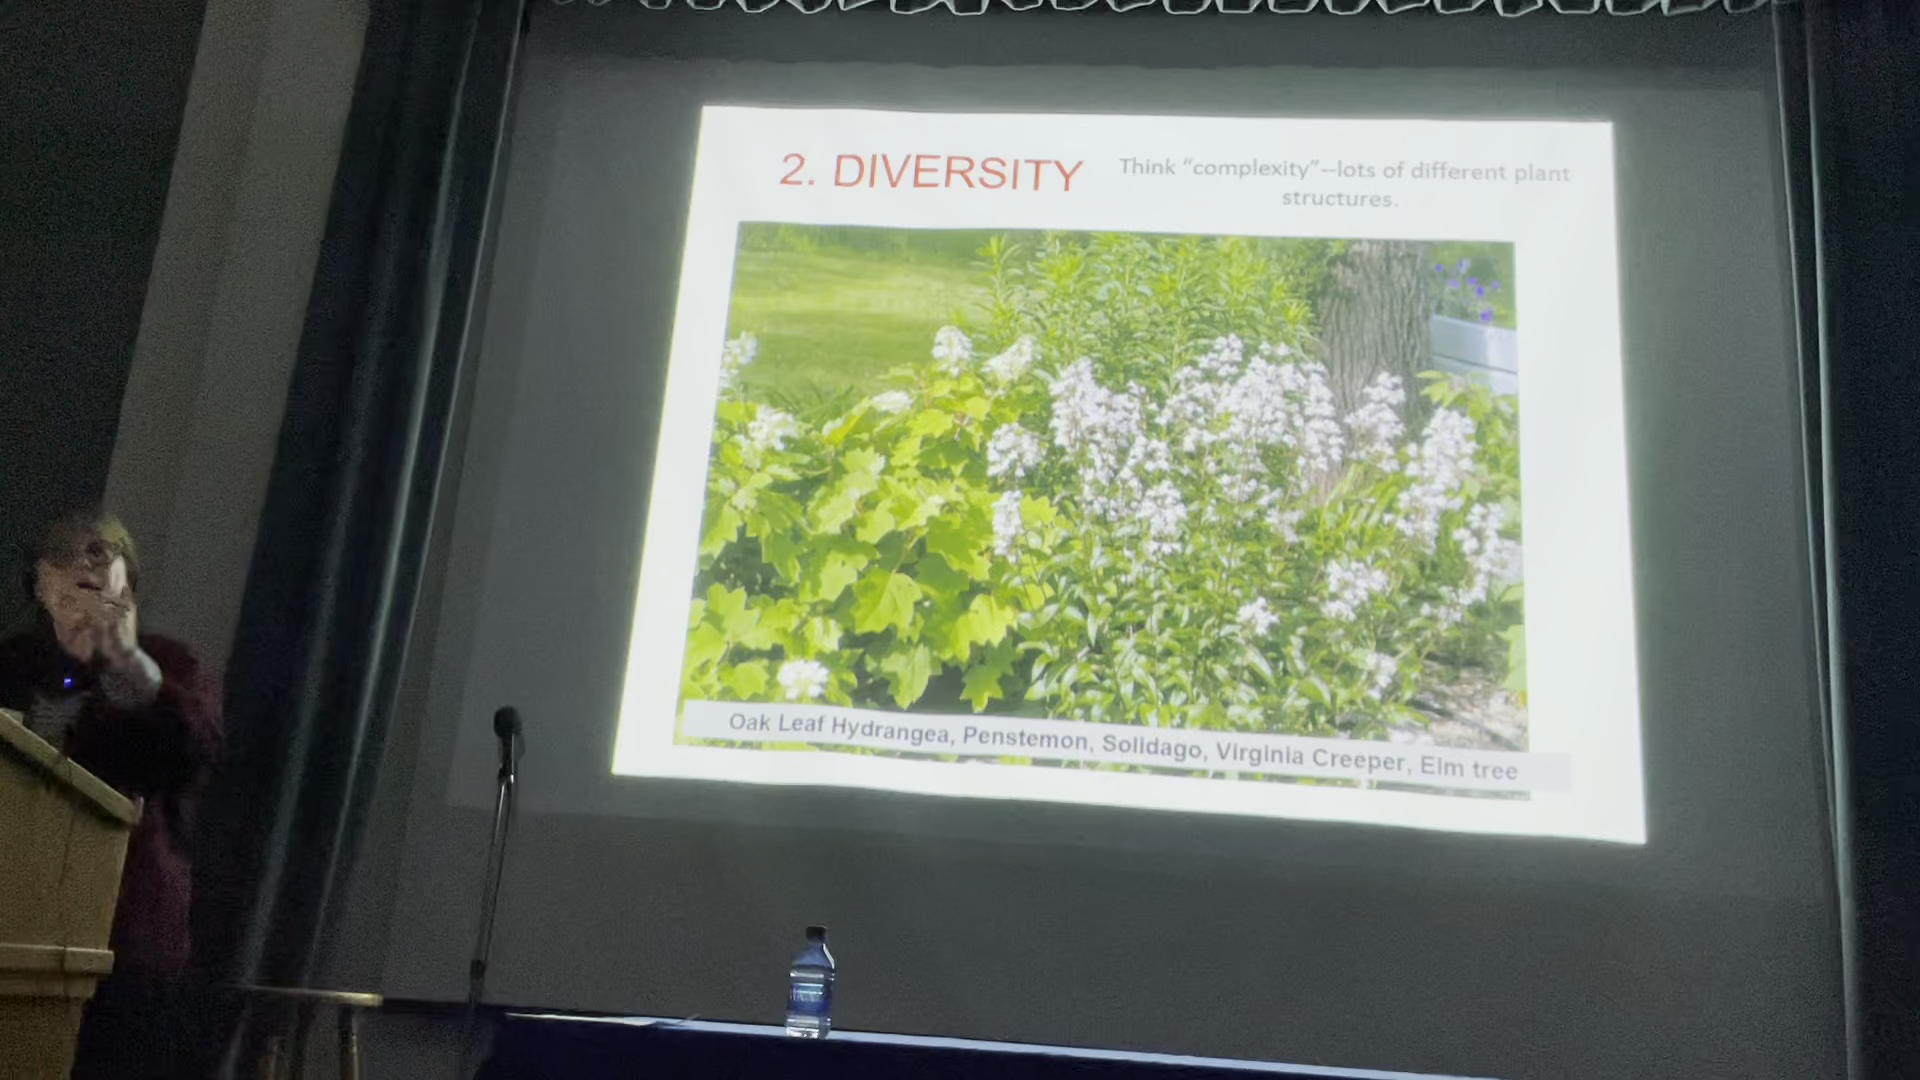 2. DIVERSITY
Think “complexity”--lots of different plant
structures.
Oak Leaf Hydrangea, Penstemon, Solidago, Virginia Creeper, Elm tree